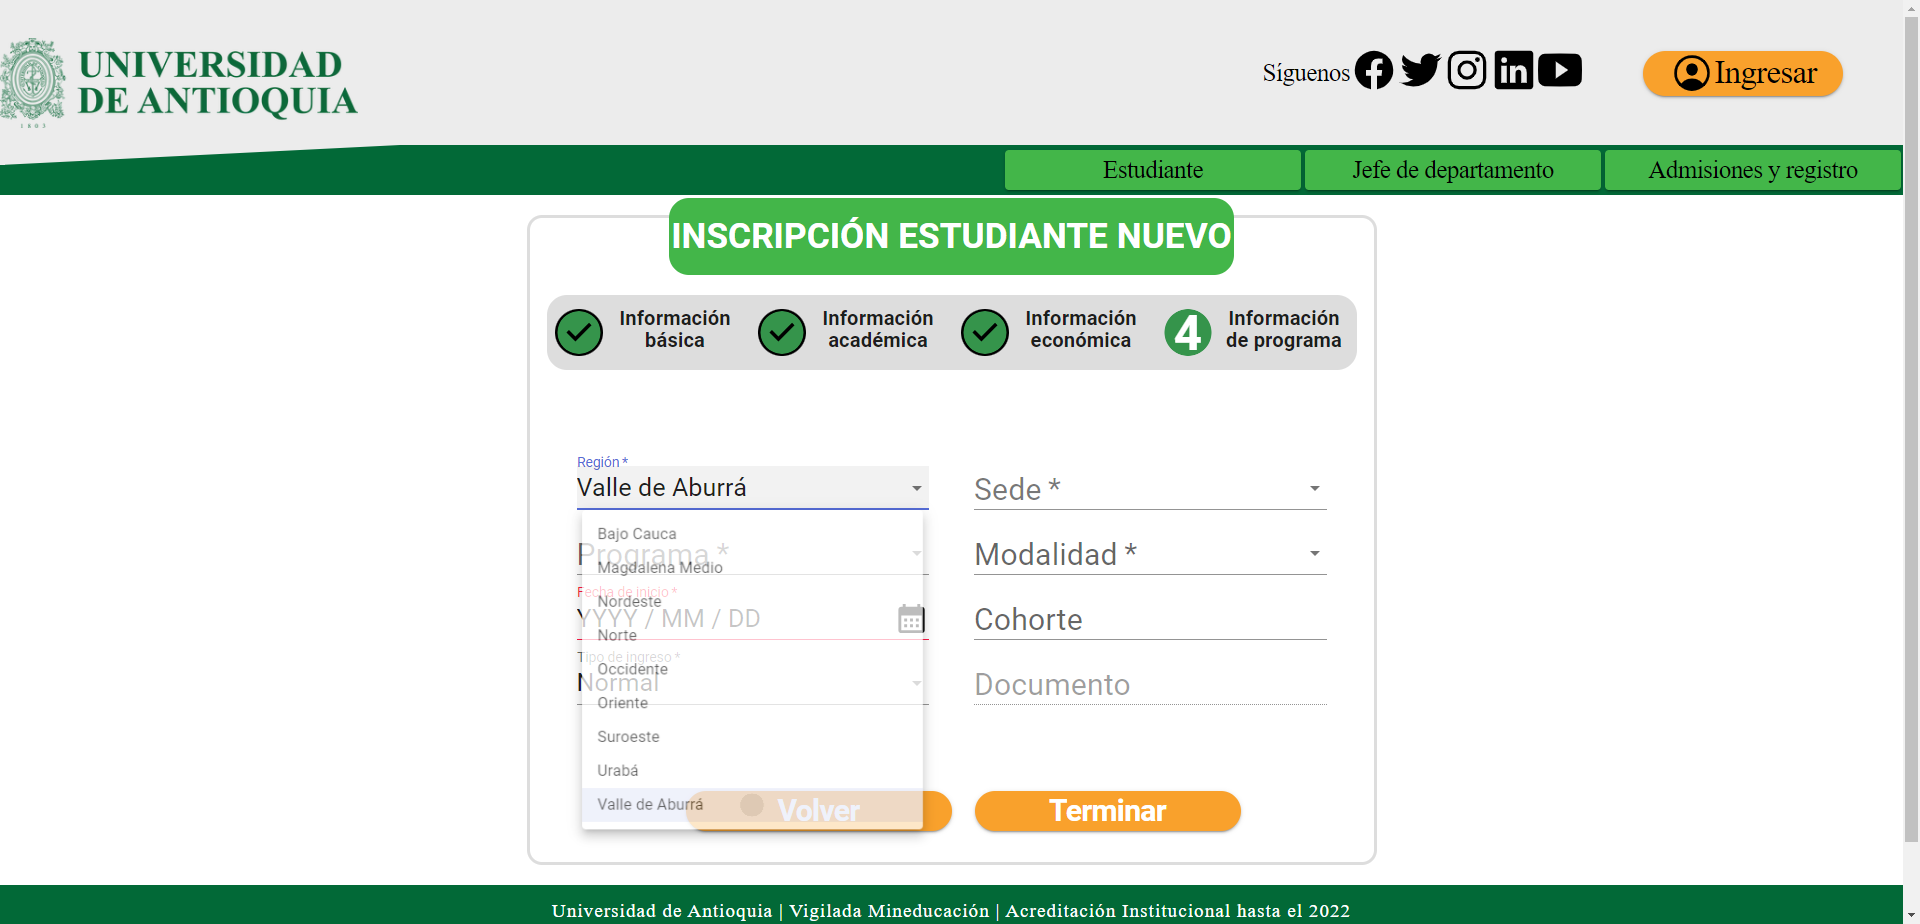 UNIVERSIDAD
DE ANTIOQUIA
1803
Síguenos
Ingresar
Estudiante
Jefe de departamento
Admisiones y registro
INSCRIPCIÓN ESTUDIANTE NUEVO
Información
básica
Información
académica
Información
económica
4
Información
de programa
Región *
Valle de Aburrá
Sede *
Bajo Cauca
Programa *
Modalidad *
Magdalena Medio
Fecha de inicio *
Nordeste
YYYY / MM / DD
Cohorte
Norte
Tipo de ingreso *
Occidente
Normal
Documento
Oriente
Suroeste
Urabá
Valle de Aburrá
Volver
Terminar
Universidad de Antioquia | Vigilada Mineducación | Acreditación Institucional hasta el 2022